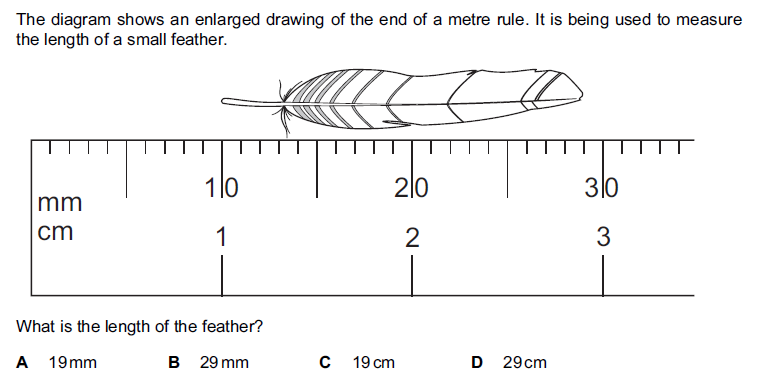 The diagram shows an enlarged drawing of the end of a metre rule. It is being used to measure
the length of a small feather.
10 20 30
mm
cm 1 2 3
What is the length of the feather?
A 19 mm B 29 mm C 19 cm D 29 cm